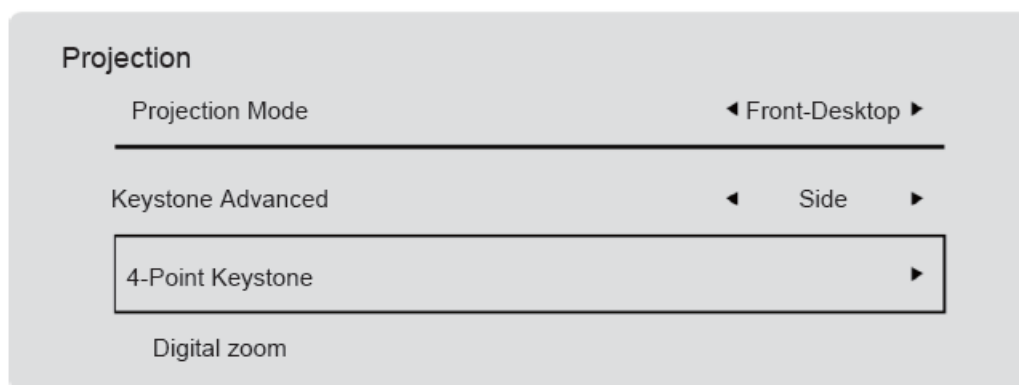 Projection
Projection Mode ◄ Front-Desktop ►
Keystone Advanced ◄ Side ►
4-Point Keystone ►
Digital zoom